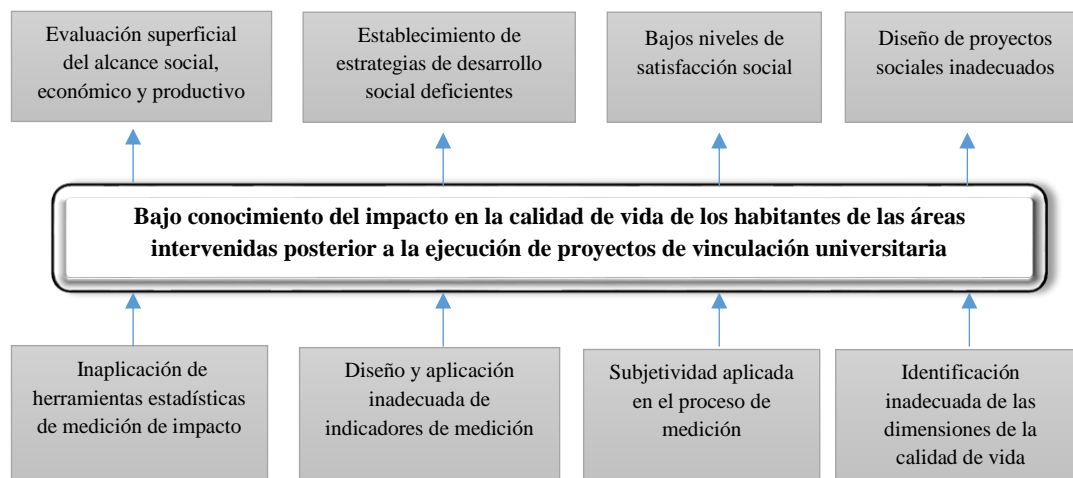 Evaluación superficial
del alcance social,
económico y productivo
Establecimiento de
estrategias de desarrollo
social deficientes
Bajos niveles de
satisfacción social
Diseño de proyectos
sociales inadecuados
Bajo conocimiento del impacto en la calidad de vida de los habitantes de las áreas
intervenidas posterior a la ejecución de proyectos de vinculación universitaria
Inaplicación de
herramientas estadísticas
de medición de impacto
Diseño y aplicación
inadecuada de
indicadores de medición
Subjetividad aplicada
en el proceso de
medición
Identificación
inadecuada de las
dimensiones de la
calidad de vida